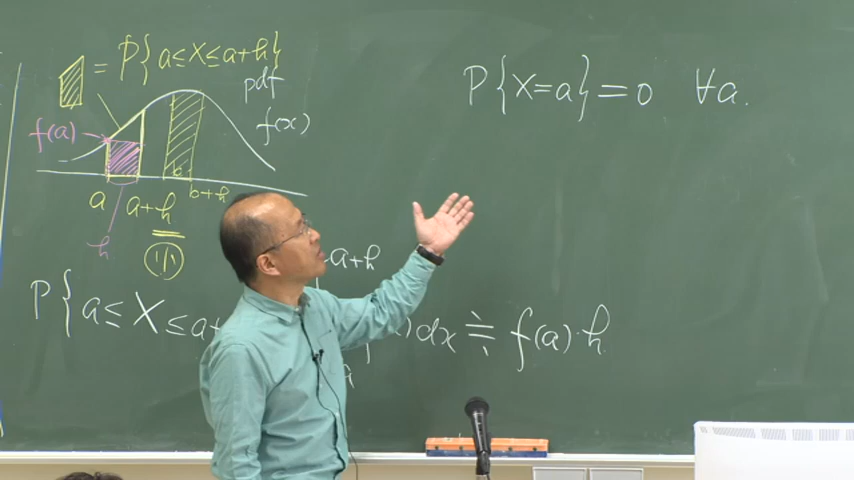 = P{a≤X≤a+h}
pdf
f(x)
f(a)
b
a
a+h
b+h
小
h
P{X=a}=0 ∀a.
a+h
P{a≤X≤a+
a
)dx ≒ f(a)·h